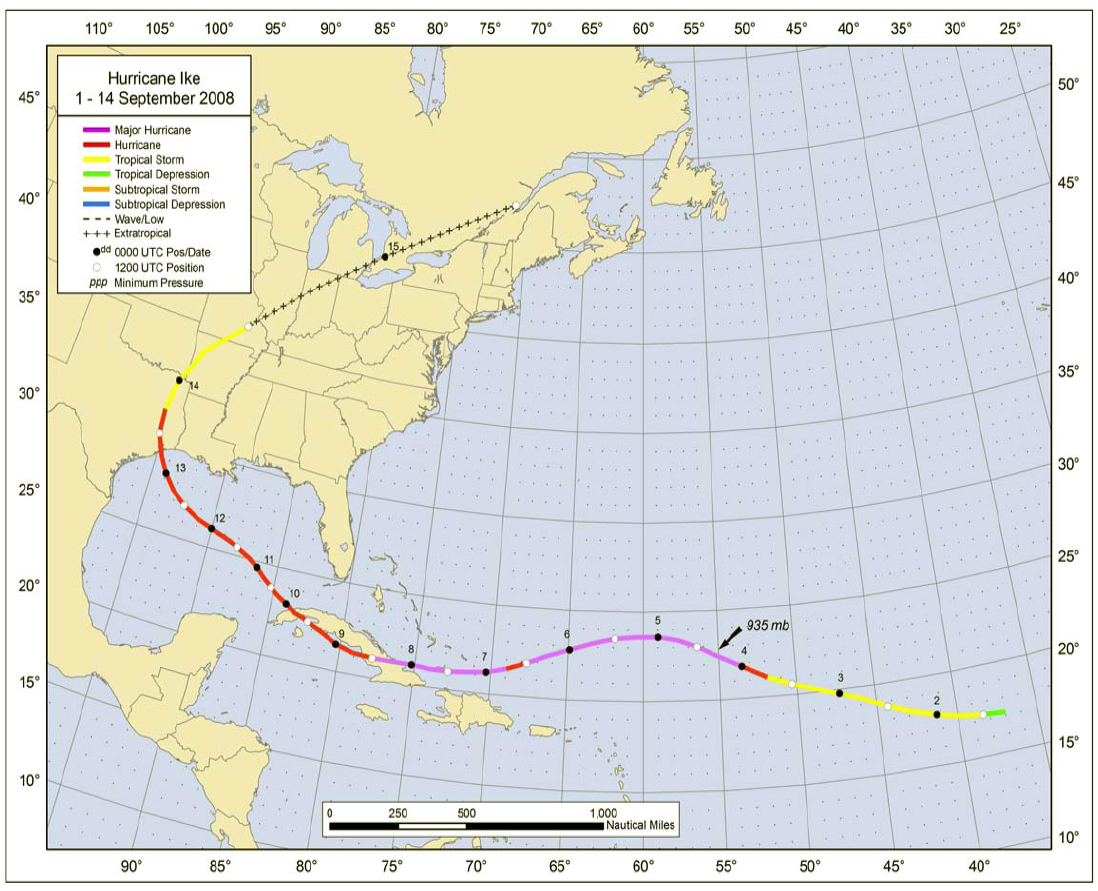 110° 105° 100° 95° 90° 85° 80° 75° 70° 65° 60° 55° 50° 45° 40° 35° 30° 25°
Hurricane Ike
1 - 14 September 2008
Major Hurricane
Hurricane
Tropical Storm
Tropical Depression
Subtropical Storm
Subtropical Depression
Wave/Low
Extratropical
dd 0000 UTC Pos/Date
1200 UTC Position
ppp Minimum Pressure
45°
40°
35°
30°
25°
20°
15°
10°
50°
45°
40°
35°
30°
25°
20°
15°
10°
15
14
13
12
11
10
9
8
7
6
5
935 mb
4
3
2
0 250 500 1,000
Nautical Miles
90° 85° 80° 75° 70° 65° 60° 55° 50° 45° 40°